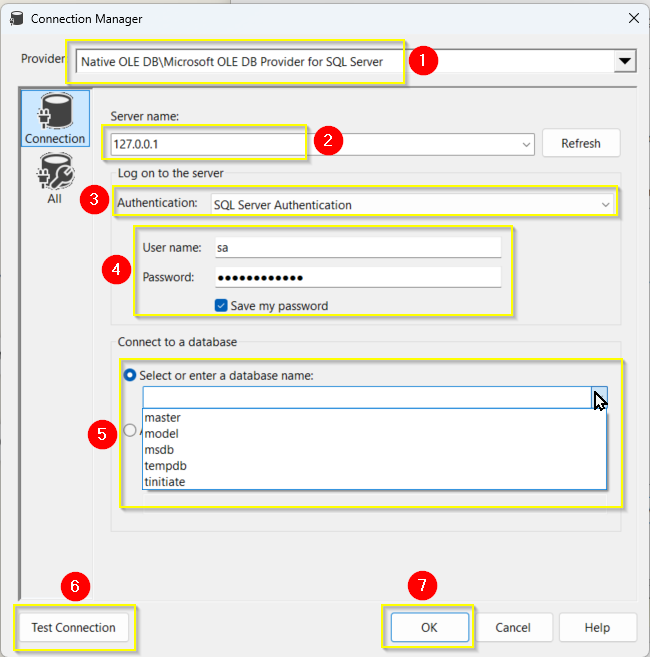 Connection Manager
Provider
Native OLE DB\Microsoft OLE DB Provider for SQL Server
1
Connection
All
Server name:
127.0.0.1
2
Refresh
Log on to the server
3
Authentication:
SQL Server Authentication
4
User name:
sa
Password:
●●●●●●●●●●●●
Save my password
Connect to a database
Select or enter a database name:
5
master
model
msdb
tempdb
tinitiate
6
7
Test Connection
OK
Cancel
Help